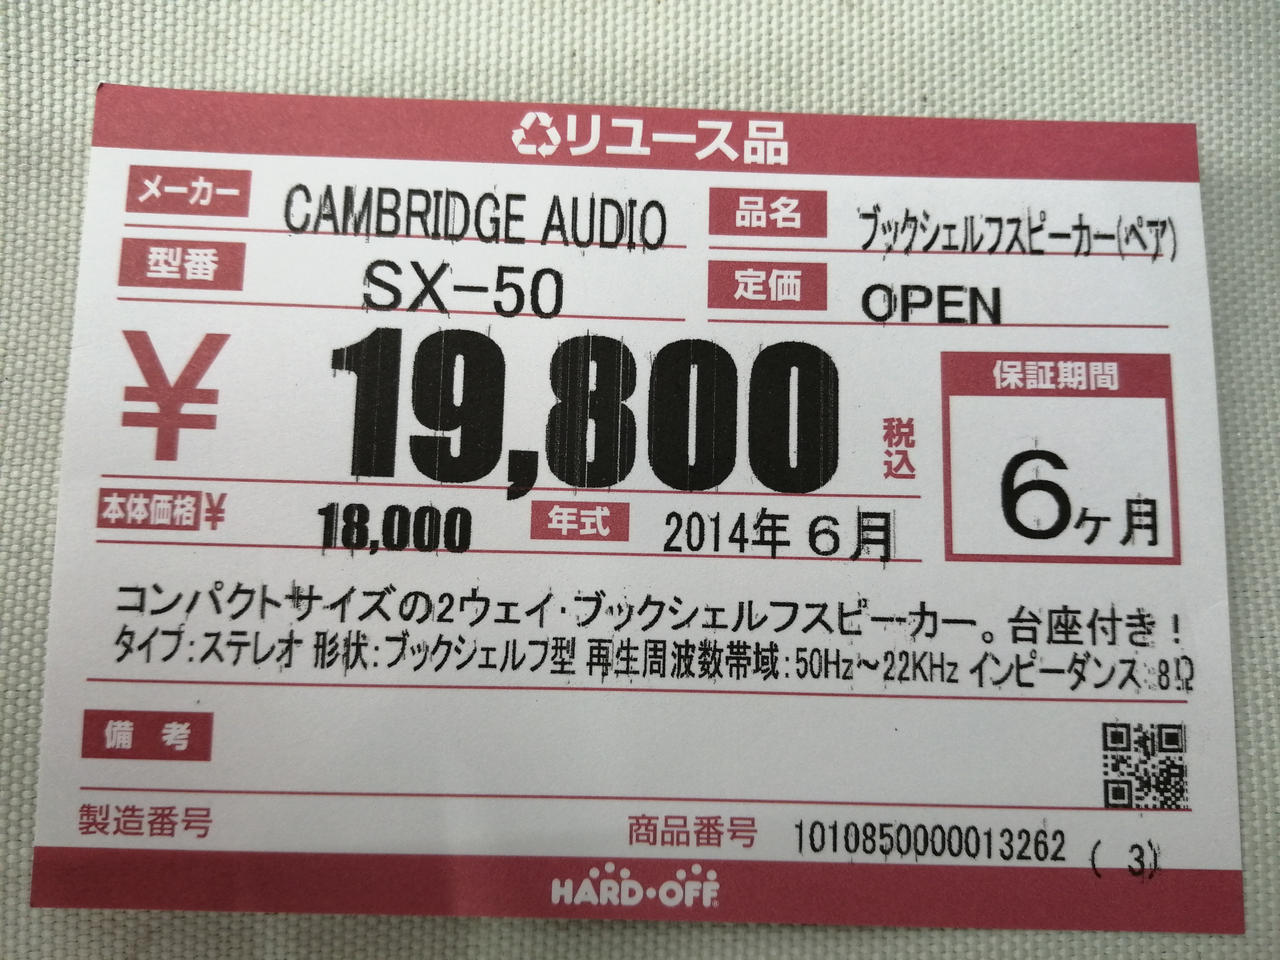 リユース品
メーカー CAMBRIDGE AUDIO 品名 ブックシェルフスピーカー(ペア)
型番 SX-50 定価 OPEN
¥ 19,800 税込 保証期間
6ヶ月
本体価格¥ 18,000 年式 2014年 6月
コンパクトサイズの2ウェイ・ブックシェルフスピーカー。台座付き!
タイプ:ステレオ 形状:ブックシェルフ型 再生周波数帯域:50Hz~22KHz インピーダンス:8Ω
備考
製造番号 商品番号 1010850000013262 ( 3)
HARD・OFF